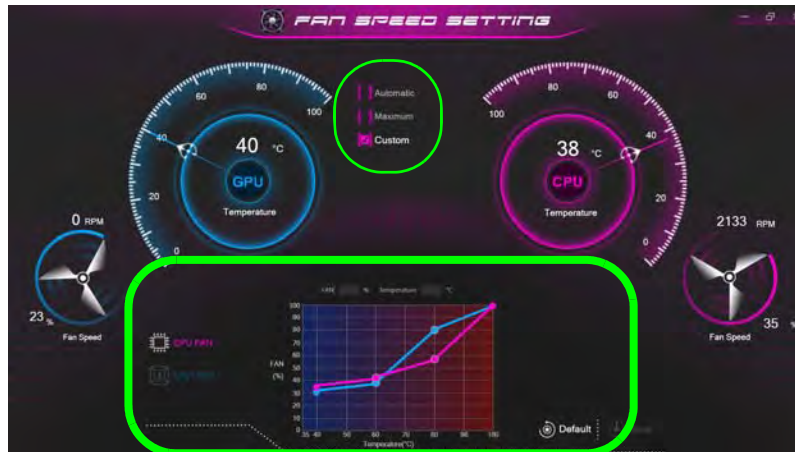 FAN SPEED SETTING
Automatic
Maximum
Custom
60
80
100
40
20
0
40 °C
GPU
Temperature
100
80
60
40
20
0
38 °C
CPU
Temperature
0 RPM
23 %
Fan Speed
2133 RPM
35 %
Fan Speed
FAN % Temperature °C
CPU FAN
FAN
(%)
100
90
80
70
60
50
40
30
20
10
0
35 40 50 60 70 80 90 100
Temperature(°C)
Default